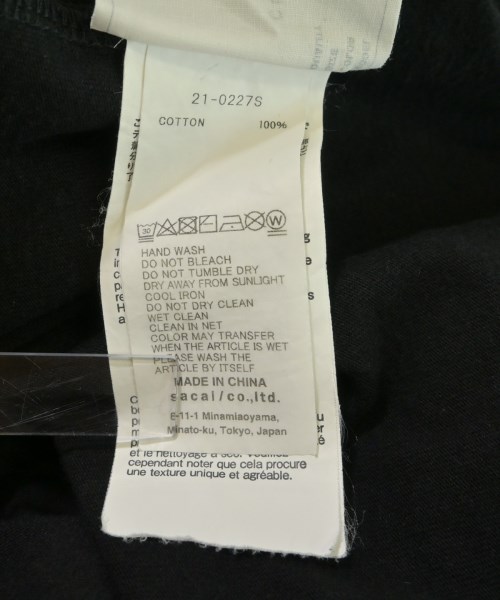 21-0227S
COTTON 100%
30
W
HAND WASH
DO NOT BLEACH
DO NOT TUMBLE DRY
DRY AWAY FROM SUNLIGHT
COOL IRON
DO NOT DRY CLEAN
WET CLEAN
CLEAN IN NET
COLOR MAY TRANSFER
WHEN THE ARTICLE IS WET
PLEASE WASH THE
ARTICLE BY ITSELF
MADE IN CHINA
sacai/co.,ltd.
6-11-1 Minamiaoyama,
Minato-ku, Tokyo, Japan
et le nettoyage à sec. Veuillez
cependant noter que cela procure
une texture unique et agréable.